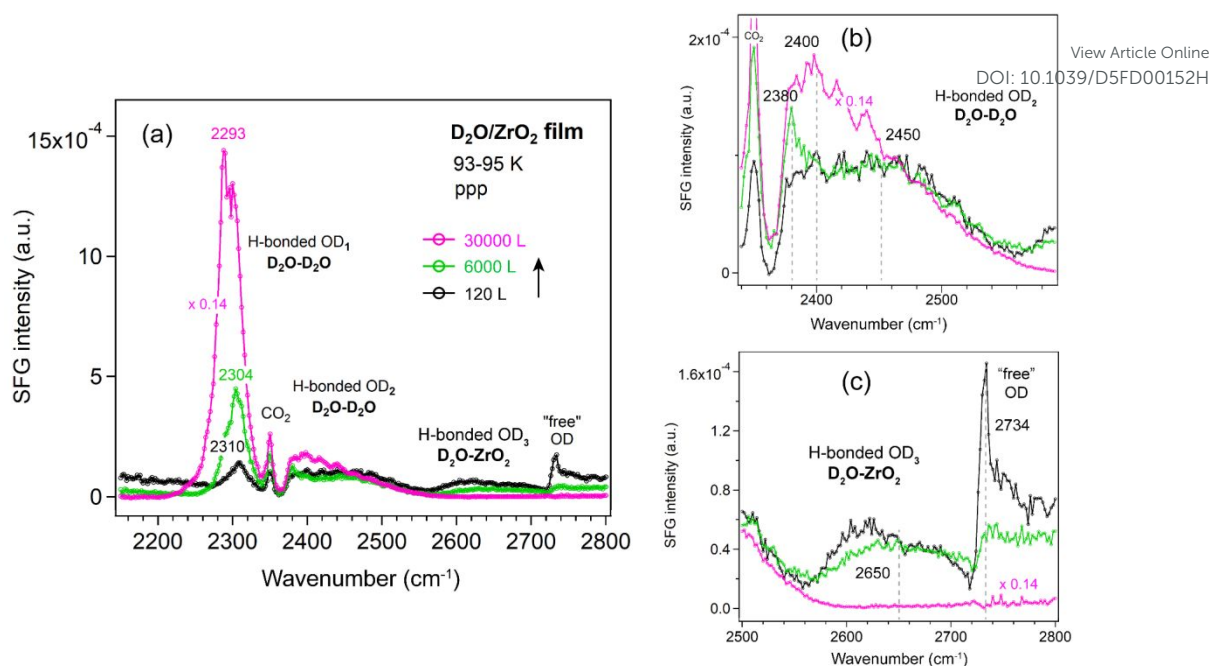 View Article Online
DOI: 10.1039/D5FD00152H
(a)
D₂O/ZrO₂ film
93-95 K
ppp
30000 L
6000 L
120 L
2293
H-bonded OD₁
D₂O-D₂O
x 0.14
2304
2310
CO₂
H-bonded OD₂
D₂O-D₂O
H-bonded OD₃
D₂O-ZrO₂
"free"
OD
15x10⁻⁴
10
5
0
SFG intensity (a.u.)
2200 2300 2400 2500 2600 2700 2800
Wavenumber (cm⁻¹)
(b)
2x10⁻⁴
0
SFG intensity (a.u.)
CO₂
2400
2380
x 0.14
2450
H-bonded OD₂
D₂O-D₂O
2400 2500
Wavenumber (cm⁻¹)
(c)
1.6x10⁻⁴
1.2
0.8
0.4
0.0
SFG intensity (a.u.)
H-bonded OD₃
D₂O-ZrO₂
"free"
OD
2734
2650
x 0.14
2500 2600 2700 2800
Wavenumber (cm⁻¹)